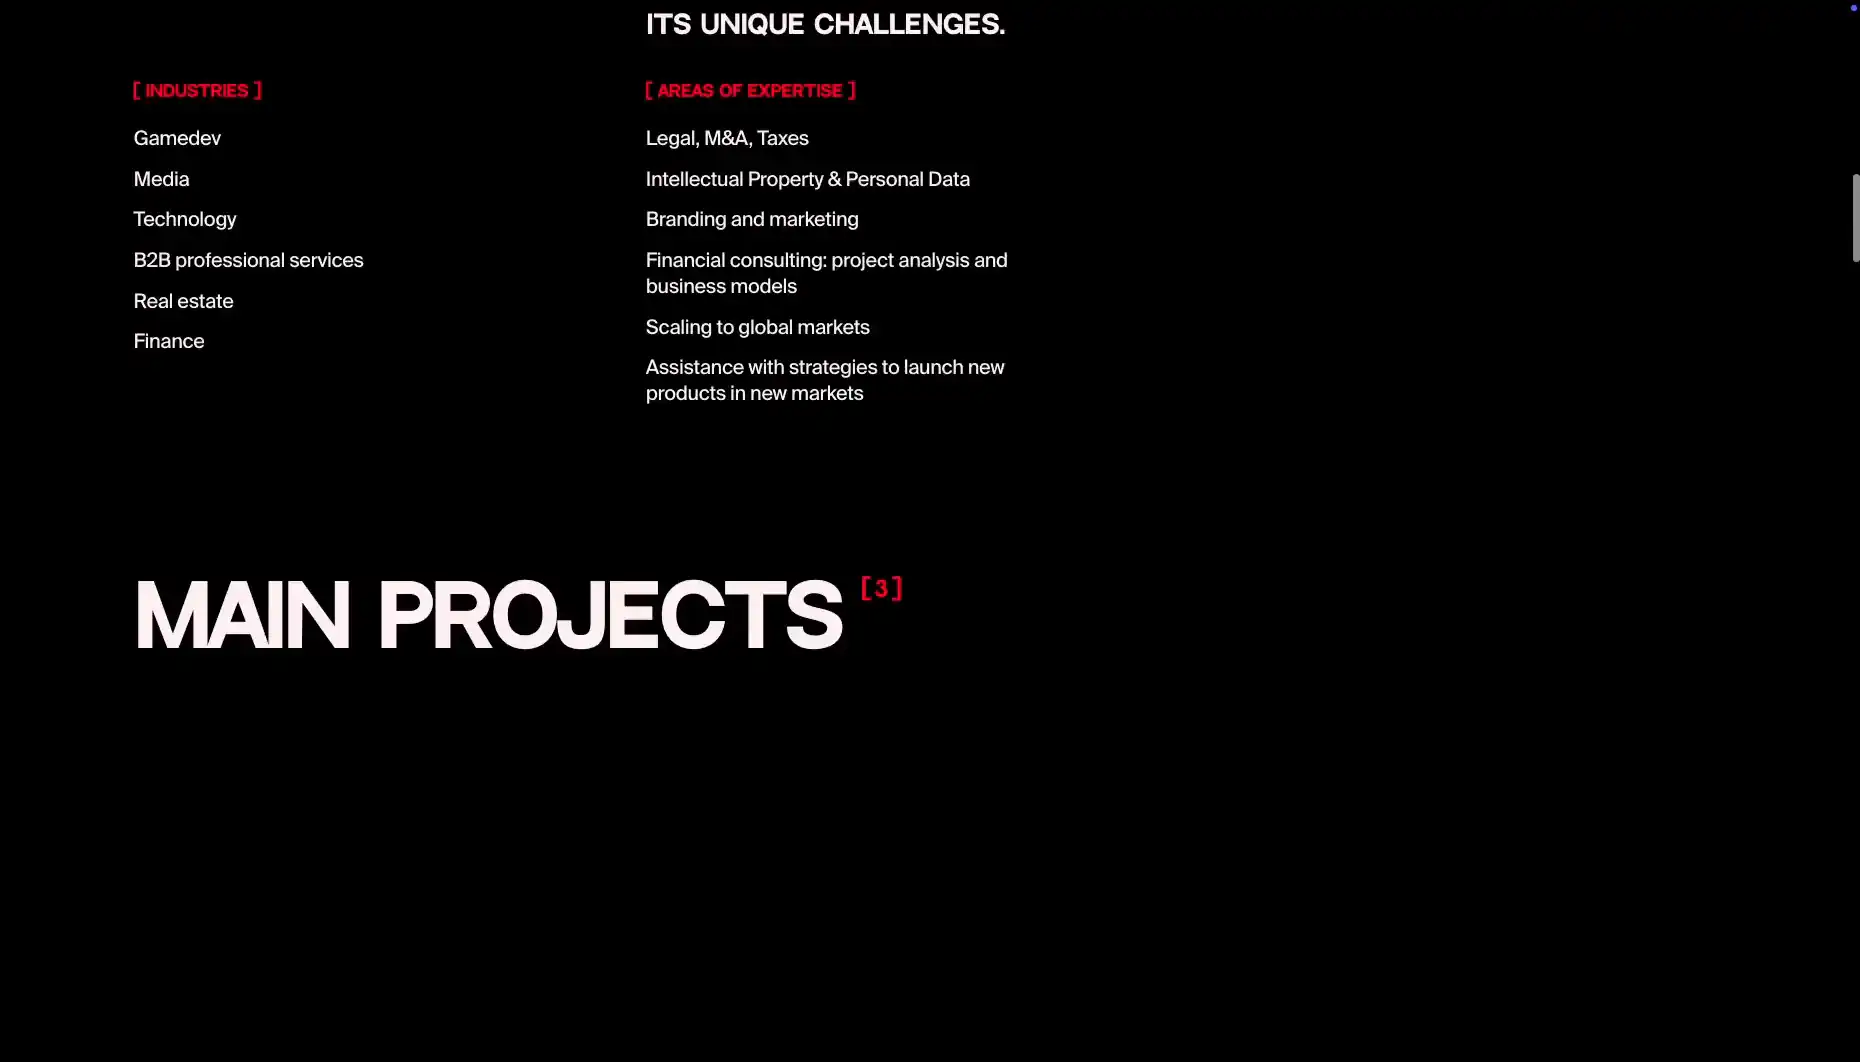 ITS UNIQUE CHALLENGES.
[ INDUSTRIES ]
Gamedev
Media
Technology
B2B professional services
Real estate
Finance
[ AREAS OF EXPERTISE ]
Legal, M&A, Taxes
Intellectual Property & Personal Data
Branding and marketing
Financial consulting: project analysis and
business models
Scaling to global markets
Assistance with strategies to launch new
products in new markets
MAIN PROJECTS [3]